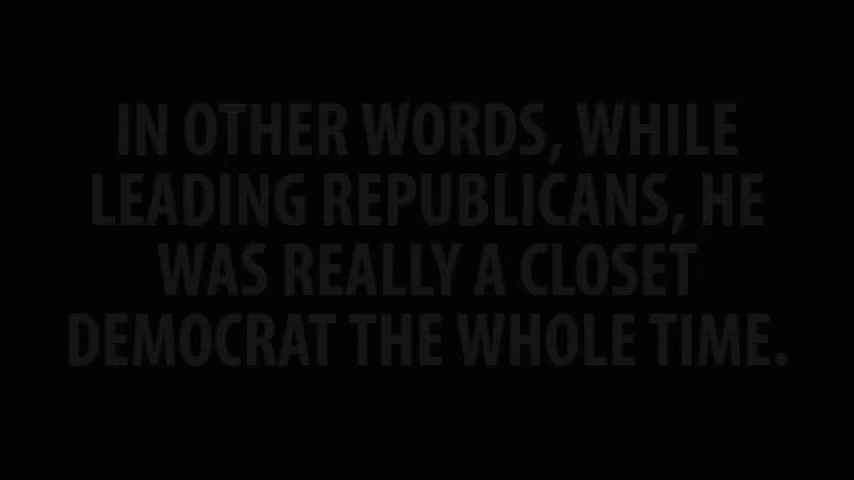 IN OTHER WORDS, WHILE
LEADING REPUBLICANS, HE
WAS REALLY A CLOSET
DEMOCRAT THE WHOLE TIME.